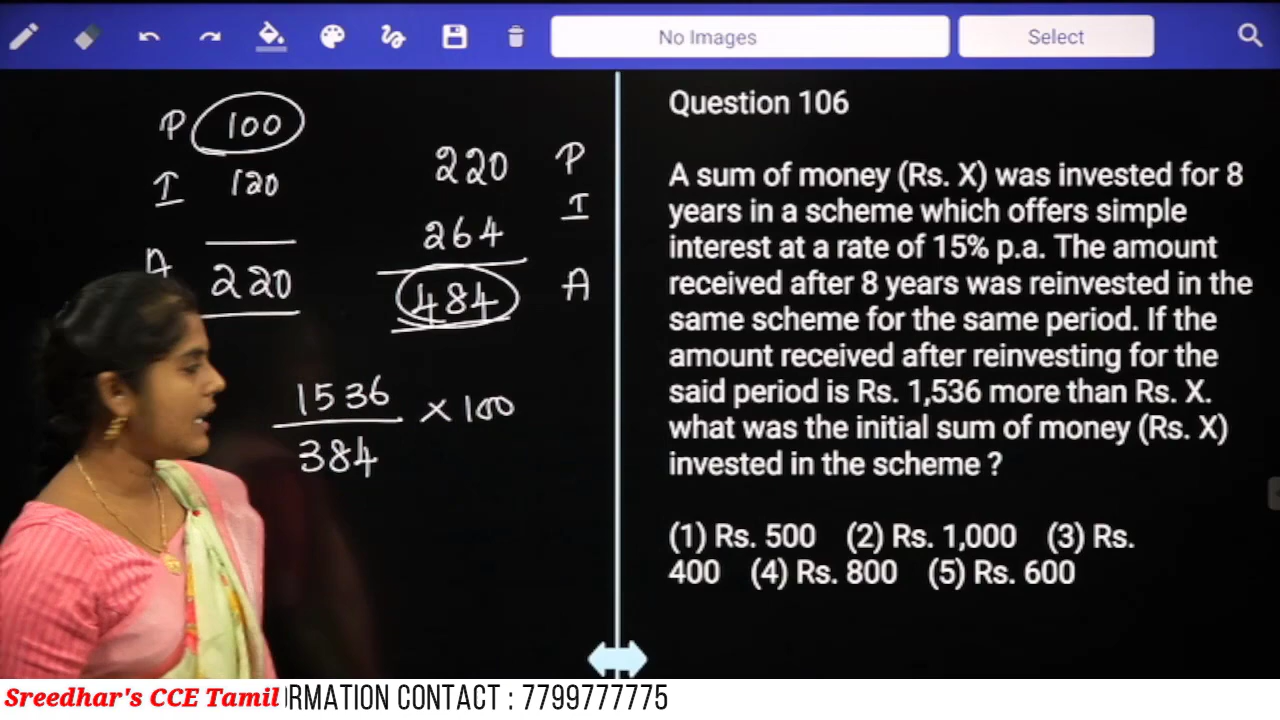 No Images
Select
P 100
I 120
A 220
220 P
I
264
484 A
1536
384
× 100
Question 106
A sum of money (Rs. X) was invested for 8
years in a scheme which offers simple
interest at a rate of 15% p.a. The amount
received after 8 years was reinvested in the
same scheme for the same period. If the
amount received after reinvesting for the
said period is Rs. 1,536 more than Rs. X.
what was the initial sum of money (Rs. X)
invested in the scheme ?
(1) Rs. 500 (2) Rs. 1,000 (3) Rs.
400 (4) Rs. 800 (5) Rs. 600
Sreedhar's CCE Tamil
ORMATION CONTACT : 7799777775